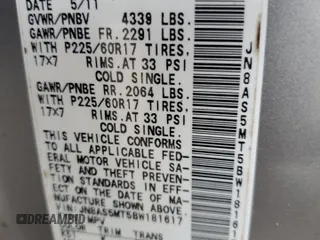 DATE 5/11
GVWR/PNBV 4339 LBS.
GAWR/PNBE FR. 2291 LBS.
WITH P225/60R17 TIRES,
17X7 RIMS AT 33 PSI
COLD SINGLE.
GAWR/PNBE RR. 2064 LBS.
WITH P225/60R17 TIRES,
17X7 RIMS AT 33 PSI
COLD SINGLE.
THIS VEHICLE CONFORMS
TO ALL APPLICABLE FED-
ERAL MOTOR VEHICLE SA-
FETY AND THEFT PREVEN-
TION STANDARDS IN EFF-
ECT ON THE DATE OF MA-
NUFACTURE SHOWN ABOVE.
JN8AS5MT5BW181617
MPV
TRIM TRANS
JN8AS5MT5BW18161